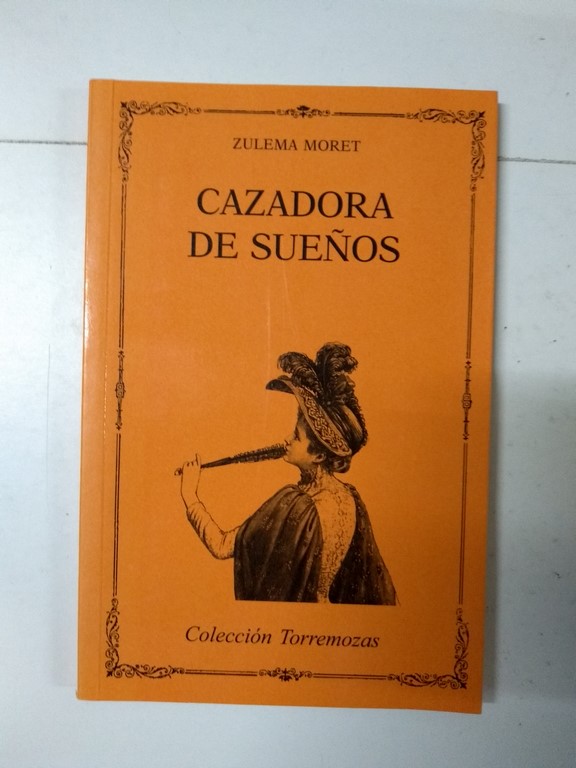 ZULEMA MORET
CAZADORA
DE SUEÑOS
Colección Torremozas